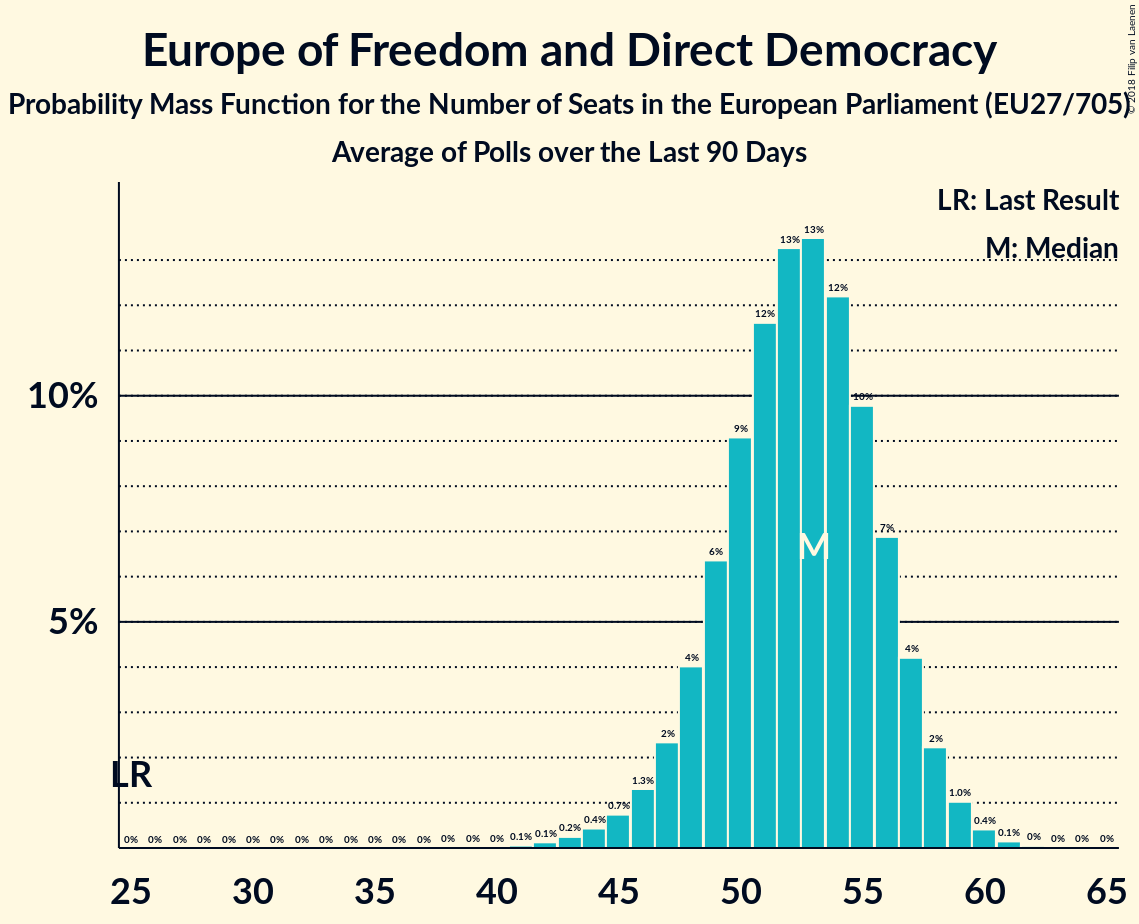 Europe of Freedom and Direct Democracy
Probability Mass Function for the Number of Seats in the European Parliament (EU27/705)
Average of Polls over the Last 90 Days
© 2018 Filip van Laenen
LR: Last Result
M: Median
10%
5%
LR
M
0% 0% 0% 0% 0% 0% 0% 0% 0% 0% 0% 0% 0% 0% 0% 0% 0.1% 0.1% 0.2% 0.4% 0.7% 1.3% 2% 4% 6% 9% 12% 13% 13% 12% 10% 7% 4% 2% 1.0% 0.4% 0.1% 0% 0% 0% 0%
25 30 35 40 45 50 55 60 65